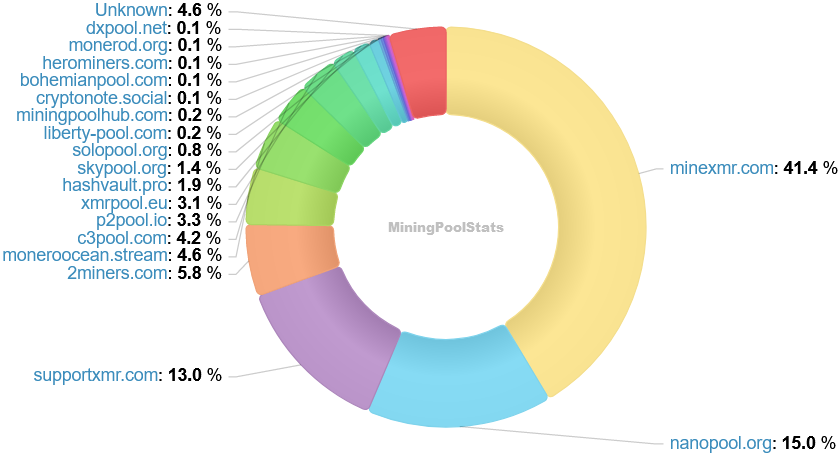 Unknown: 4.6 %
dxpool.net: 0.1 %
monerod.org: 0.1 %
herominers.com: 0.1 %
bohemianpool.com: 0.1 %
cryptonote.social: 0.1 %
miningpoolhub.com: 0.2 %
liberty-pool.com: 0.2 %
solopool.org: 0.8 %
skypool.org: 1.4 %
hashvault.pro: 1.9 %
xmrpool.eu: 3.1 %
p2pool.io: 3.3 %
c3pool.com: 4.2 %
moneroocean.stream: 4.6 %
2miners.com: 5.8 %
supportxmr.com: 13.0 %
MiningPoolStats
minexmr.com: 41.4 %
nanopool.org: 15.0 %